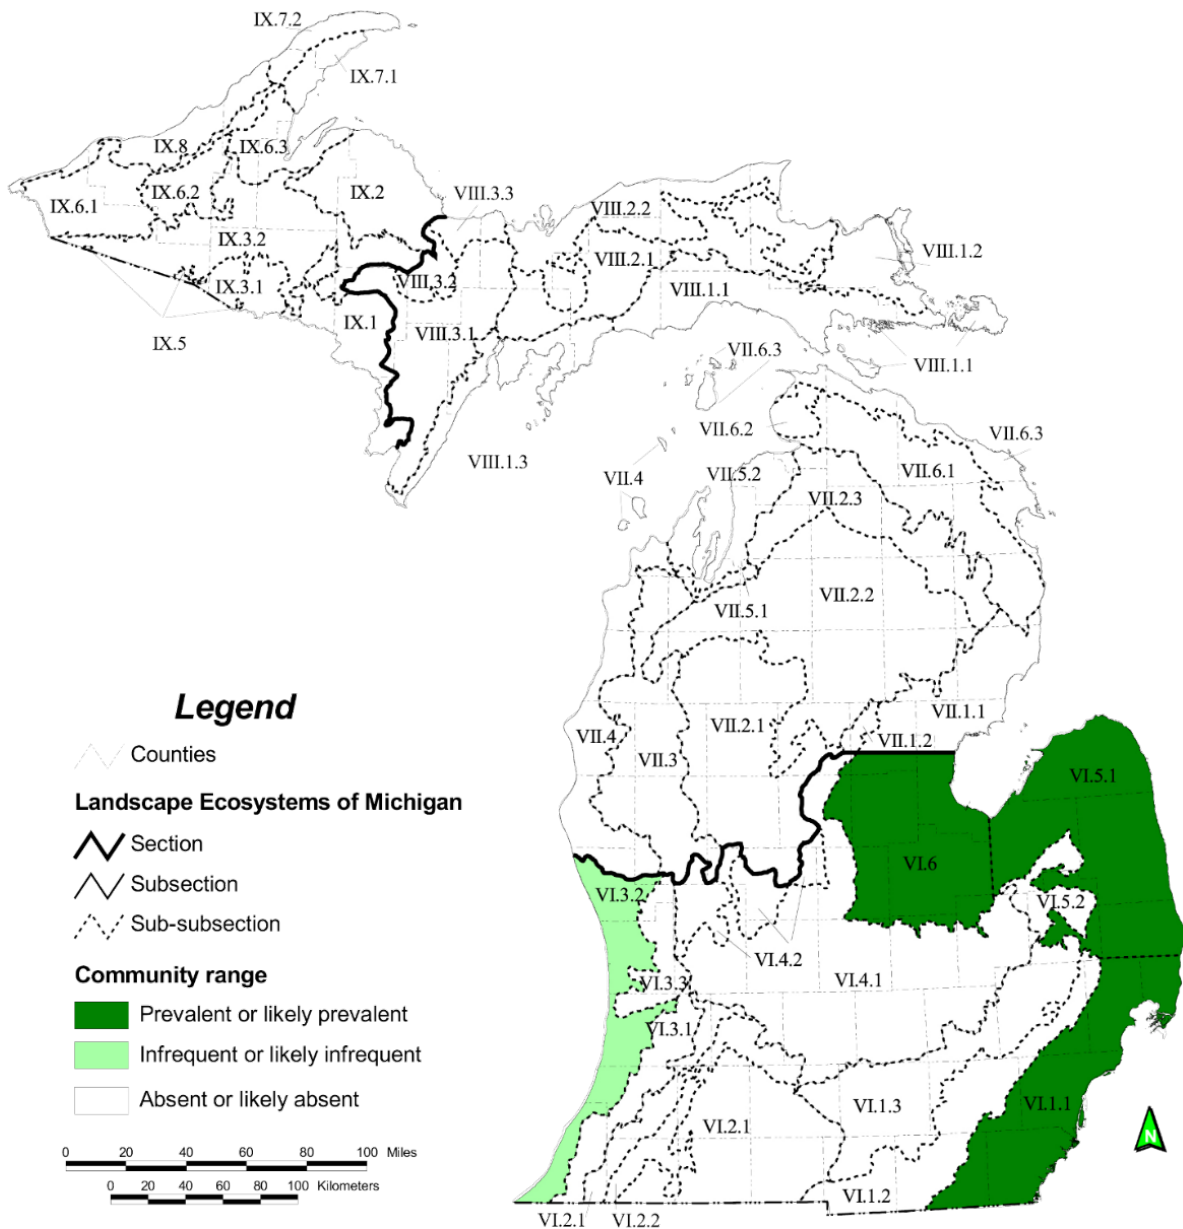 IX.7.2
IX.7.1
IX.8
IX.6.3
IX.6.2
IX.2
IX.6.1
VIII.3.3
VIII.2.2
IX.3.2
VIII.2.1
VIII.1.2
VIII.3.2
IX.3.1
VIII.1.1
IX.1
VIII.3.1
IX.5
VII.6.3
VIII.1.1
VII.6.2
VII.6.3
VIII.1.3
VII.4
VII.5.2
VII.6.1
VII.2.3
VII.2.2
VII.5.1
VII.1.1
VII.2.1
VII.4
VII.1.2
VII.3
VI.5.1
VI.6
VI.3.2
VI.5.2
VI.4.2
VI.3.3
VI.4.1
VI.3.1
VI.1.3
VI.1.1
VI.2.1
VI.1.2
VI.2.1
VI.2.2
N
Legend
Counties
Landscape Ecosystems of Michigan
Section
Subsection
Sub-subsection
Community range
Prevalent or likely prevalent
Infrequent or likely infrequent
Absent or likely absent
0 20 40 60 80 100 Miles
0 20 40 60 80 100 Kilometers